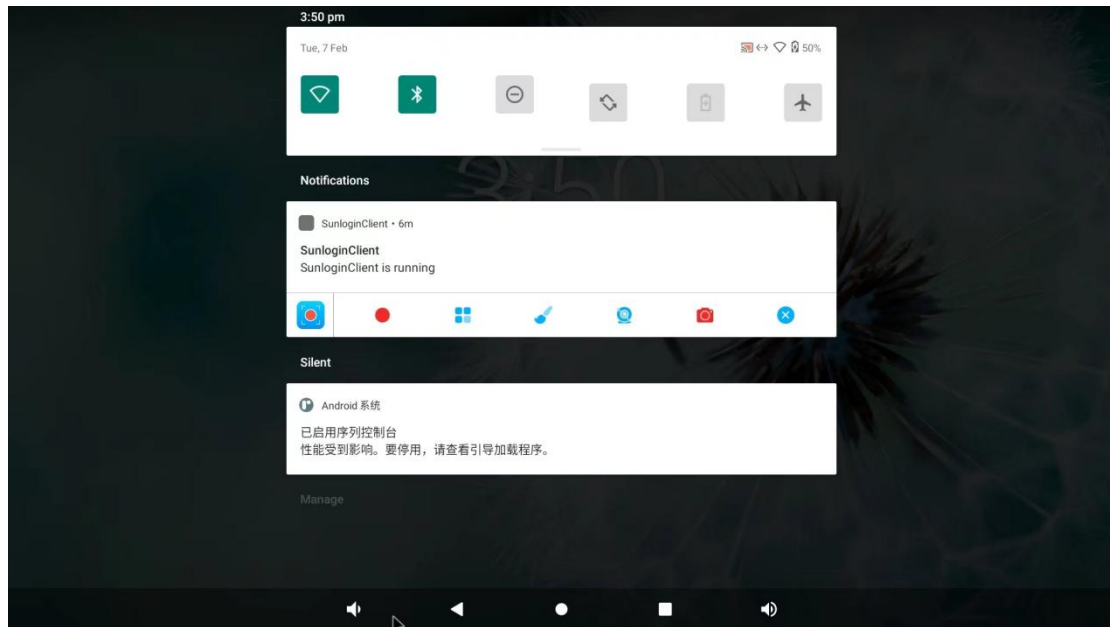 3:50 pm
Tue, 7 Feb
50%
3:50
Notifications
SunloginClient • 6m
SunloginClient
SunloginClient is running
Silent
Android 系统
已启用序列控制台
性能受到影响。要停用，请查看引导加载程序。
Manage